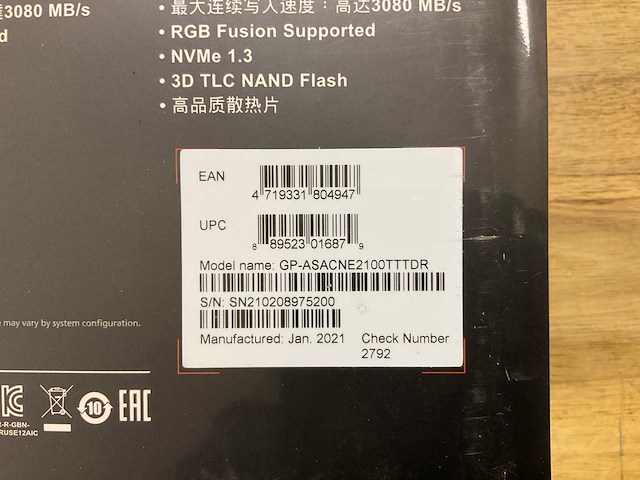 3080 MB/s
• 最大连续写入速度：高达3080 MB/s
• RGB Fusion Supported
• NVMe 1.3
• 3D TLC NAND Flash
• 高品质散热片
EAN
4 719331 804947
UPC
8 89523 01687 9
Model name: GP-ASACNE2100TTTDR
S/N: SN210208975200
Manufactured: Jan. 2021
Check Number
2792
may vary by system configuration.
10
EAC
R-R-GBN-
RUSE12AIC